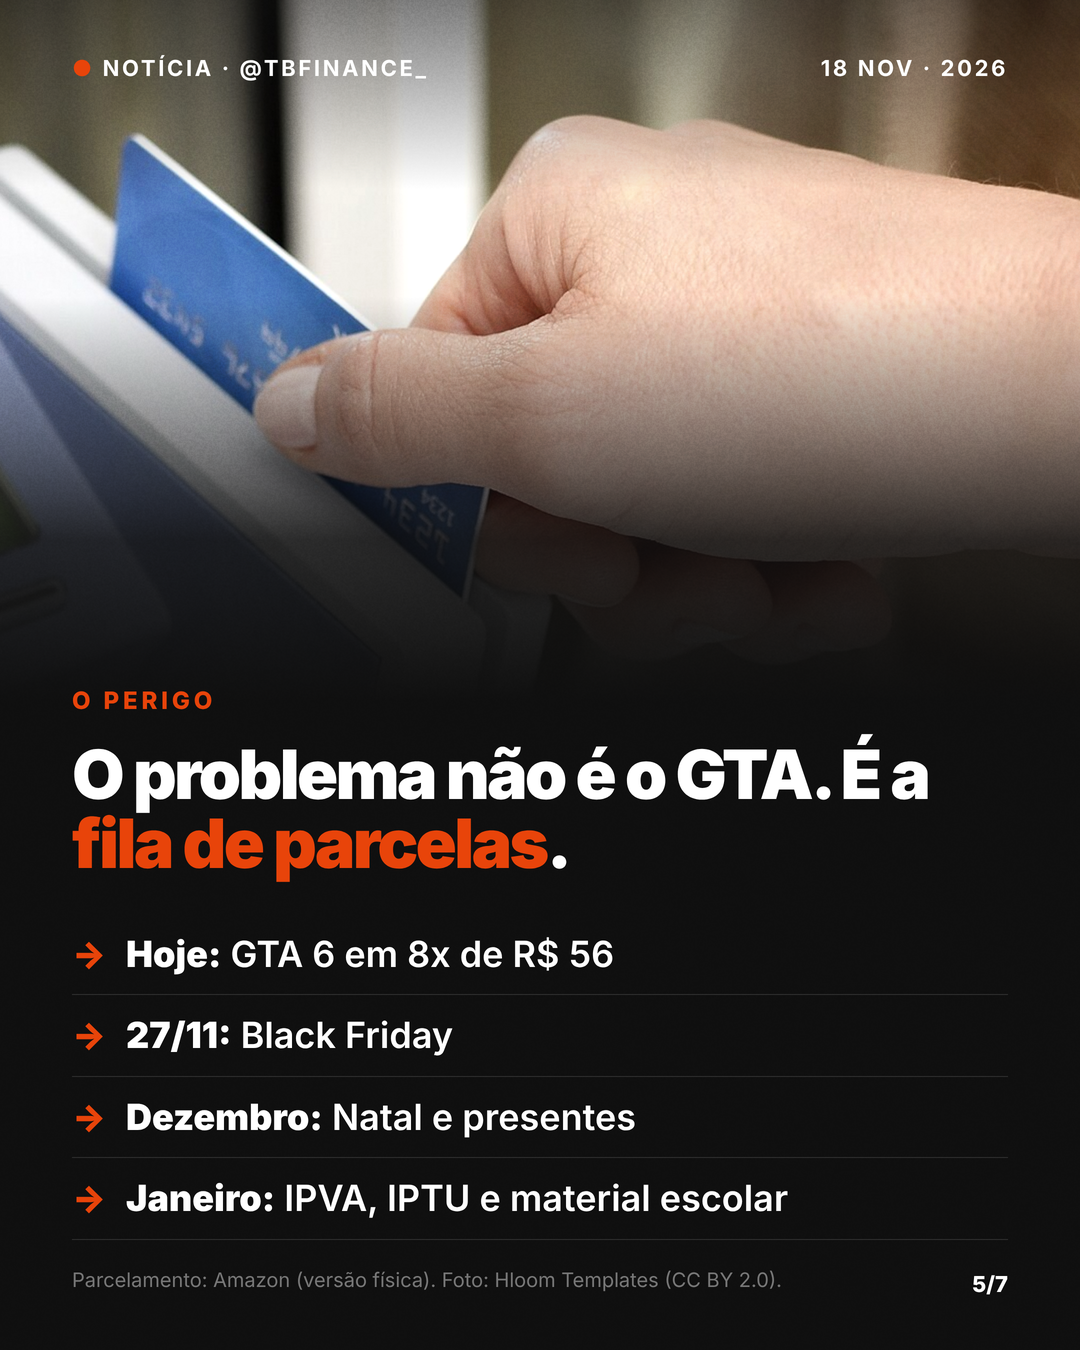 NOTÍCIA · @TBFINANCE_
18 NOV · 2026
1234
O PERIGO
O problema não é o GTA. É a
fila de parcelas.
→ Hoje: GTA 6 em 8x de R$ 56
→ 27/11: Black Friday
→ Dezembro: Natal e presentes
→ Janeiro: IPVA, IPTU e material escolar
Parcelamento: Amazon (versão física). Foto: Hloom Templates (CC BY 2.0).
5/7